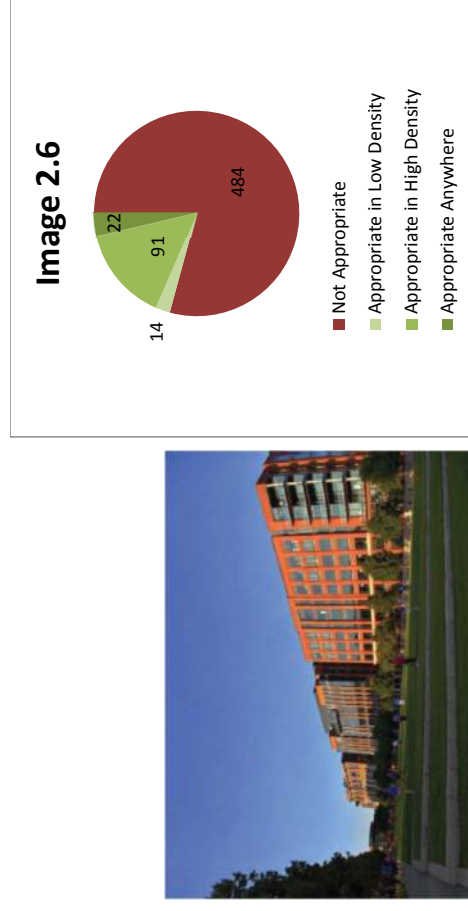 Image 2.6
22
91
14
484
Not Appropriate
Appropriate in Low Density
Appropriate in High Density
Appropriate Anywhere